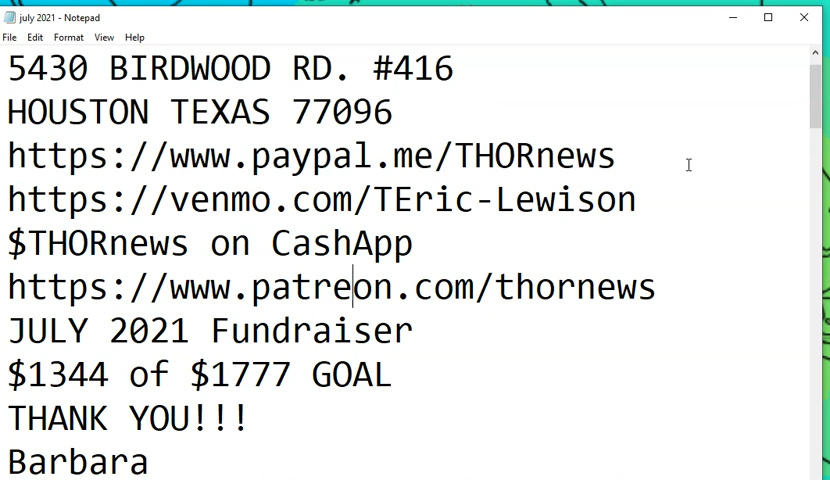 july 2021 - Notepad
File Edit Format View Help
5430 BIRDWOOD RD. #416
HOUSTON TEXAS 77096
https://www.paypal.me/THORnews
https://venmo.com/TEric-Lewison
$THORnews on CashApp
https://www.patreon.com/thornews
JULY 2021 Fundraiser
$1344 of $1777 GOAL
THANK YOU!!!
Barbara